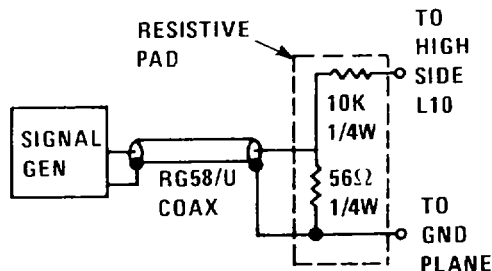 RESISTIVE
PAD
TO
HIGH
SIDE
L10
10K
1/4W
SIGNAL
GEN
RG58/U
COAX
56Ω
1/4W
TO
GND
PLANE